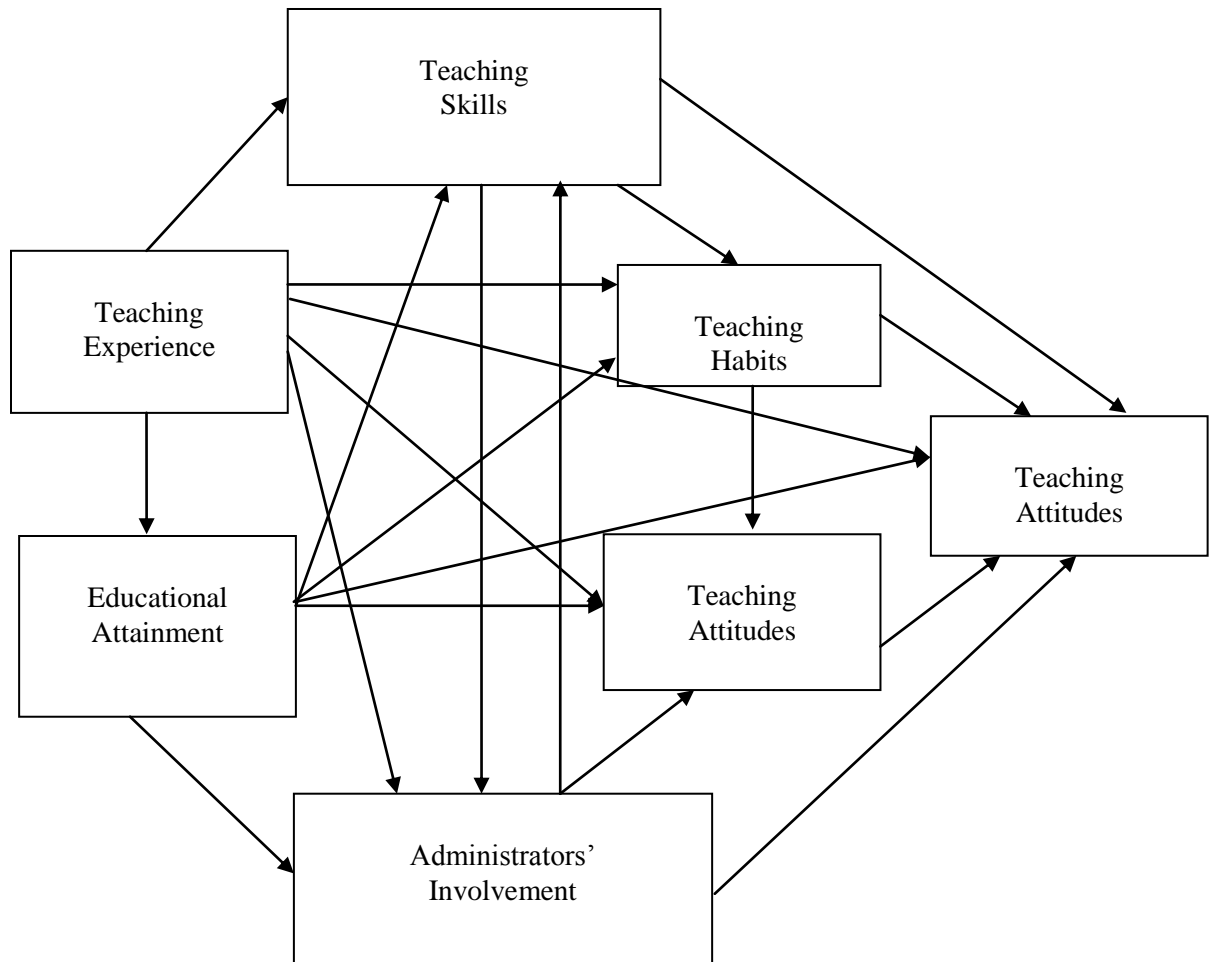 Teaching
Skills
Teaching
Experience
Teaching
Habits
Teaching
Attitudes
Educational
Attainment
Teaching
Attitudes
Administrators’
Involvement